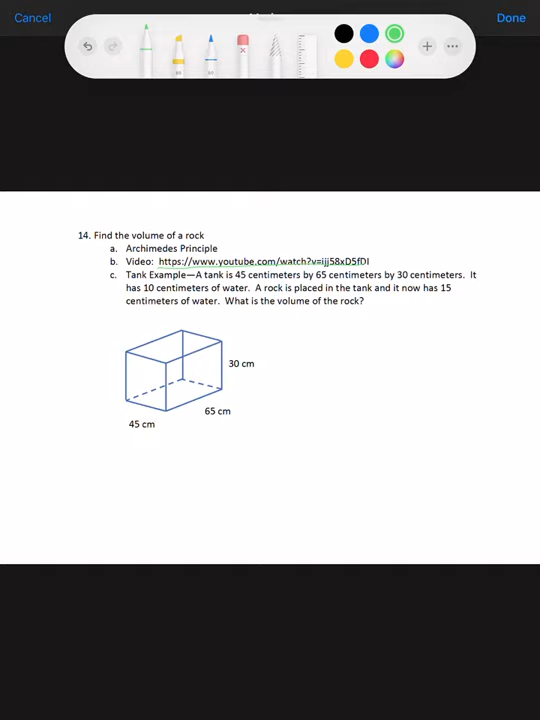 Cancel
Done
14. Find the volume of a rock
a. Archimedes Principle
b. Video: https://www.youtube.com/watch?v=ijj58xD5fDI
c. Tank Example—A tank is 45 centimeters by 65 centimeters by 30 centimeters. It
has 10 centimeters of water. A rock is placed in the tank and it now has 15
centimeters of water. What is the volume of the rock?
30 cm
65 cm
45 cm